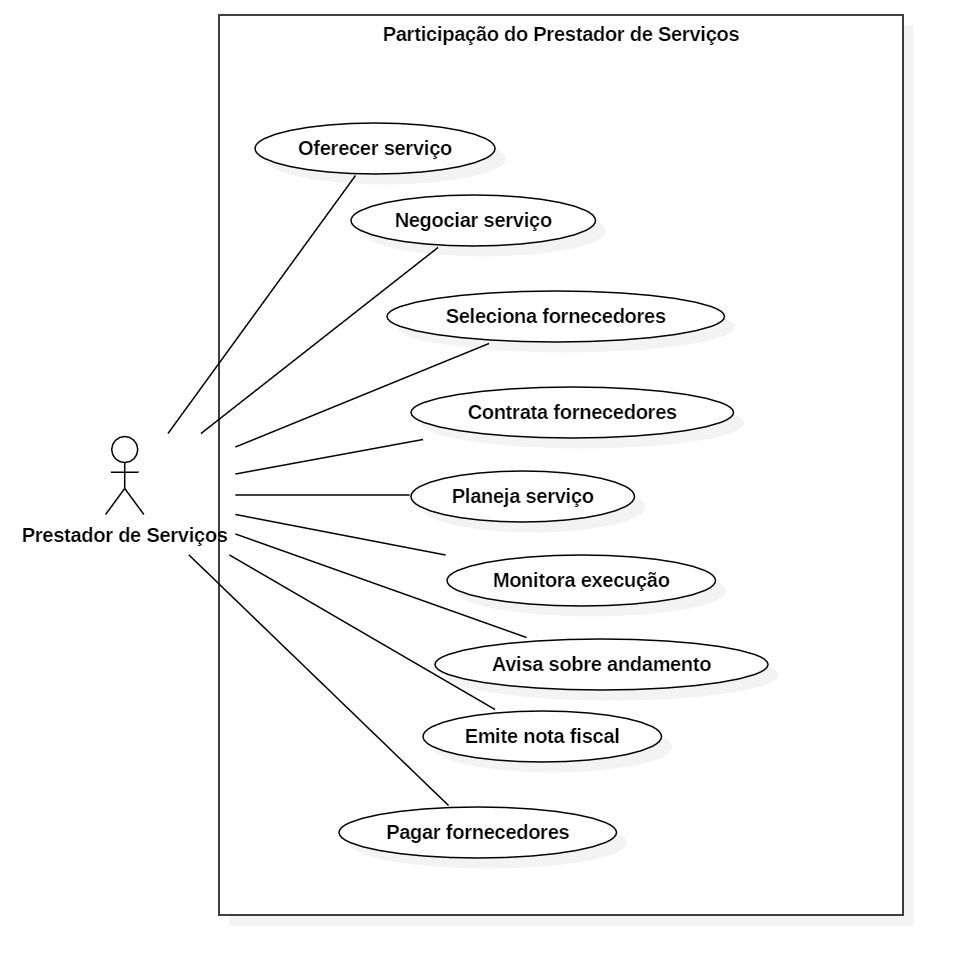 Participação do Prestador de Serviços
Oferecer serviço
Negociar serviço
Seleciona fornecedores
Contrata fornecedores
Planeja serviço
Prestador de Serviços
Monitora execução
Avisa sobre andamento
Emite nota fiscal
Pagar fornecedores